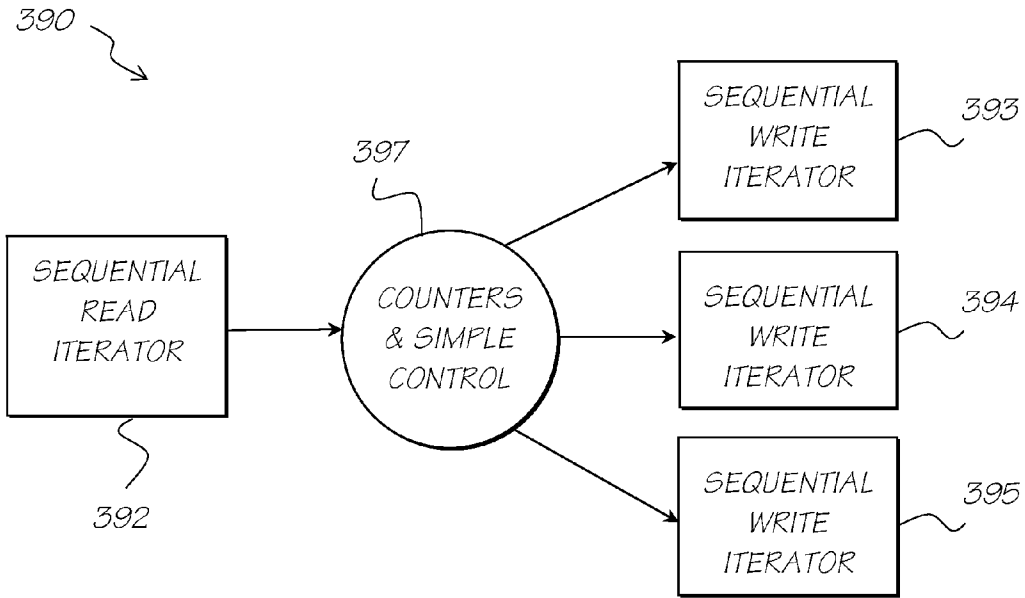 390
SEQUENTIAL
WRITE
ITERATOR
393
397
SEQUENTIAL
READ
ITERATOR
392
COUNTERS
& SIMPLE
CONTROL
SEQUENTIAL
WRITE
ITERATOR
394
SEQUENTIAL
WRITE
ITERATOR
395